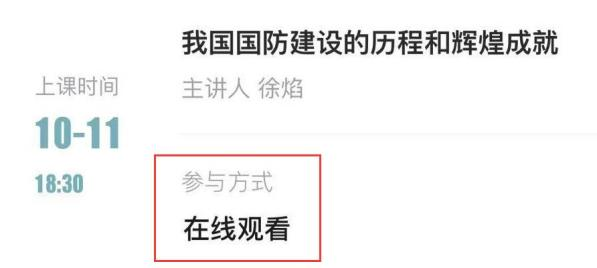 我国国防建设的历程和辉煌成就
主讲人 徐焰
上课时间
10-11
18:30
参与方式
在线观看